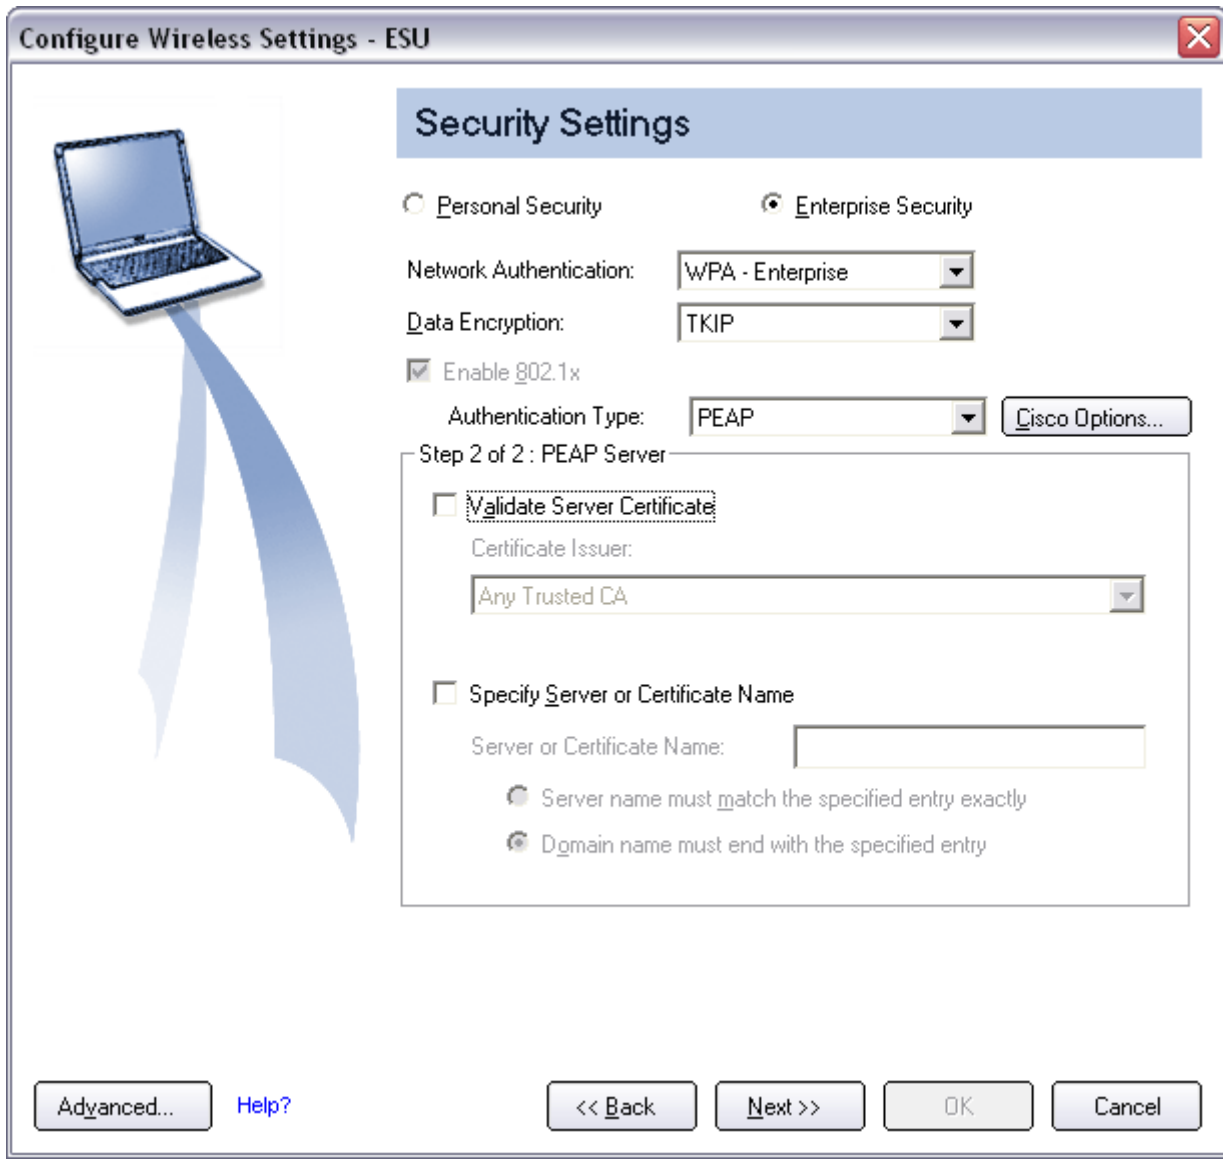 Configure Wireless Settings - ESU
Security Settings
Personal Security Enterprise Security
Network Authentication: WPA - Enterprise
Data Encryption: TKIP
Enable 802.1x
Authentication Type: PEAP Cisco Options...
Step 2 of 2 : PEAP Server
Validate Server Certificate
Certificate Issuer:
Any Trusted CA
Specify Server or Certificate Name
Server or Certificate Name:
Server name must match the specified entry exactly
Domain name must end with the specified entry
Advanced... Help? << Back Next >> OK Cancel